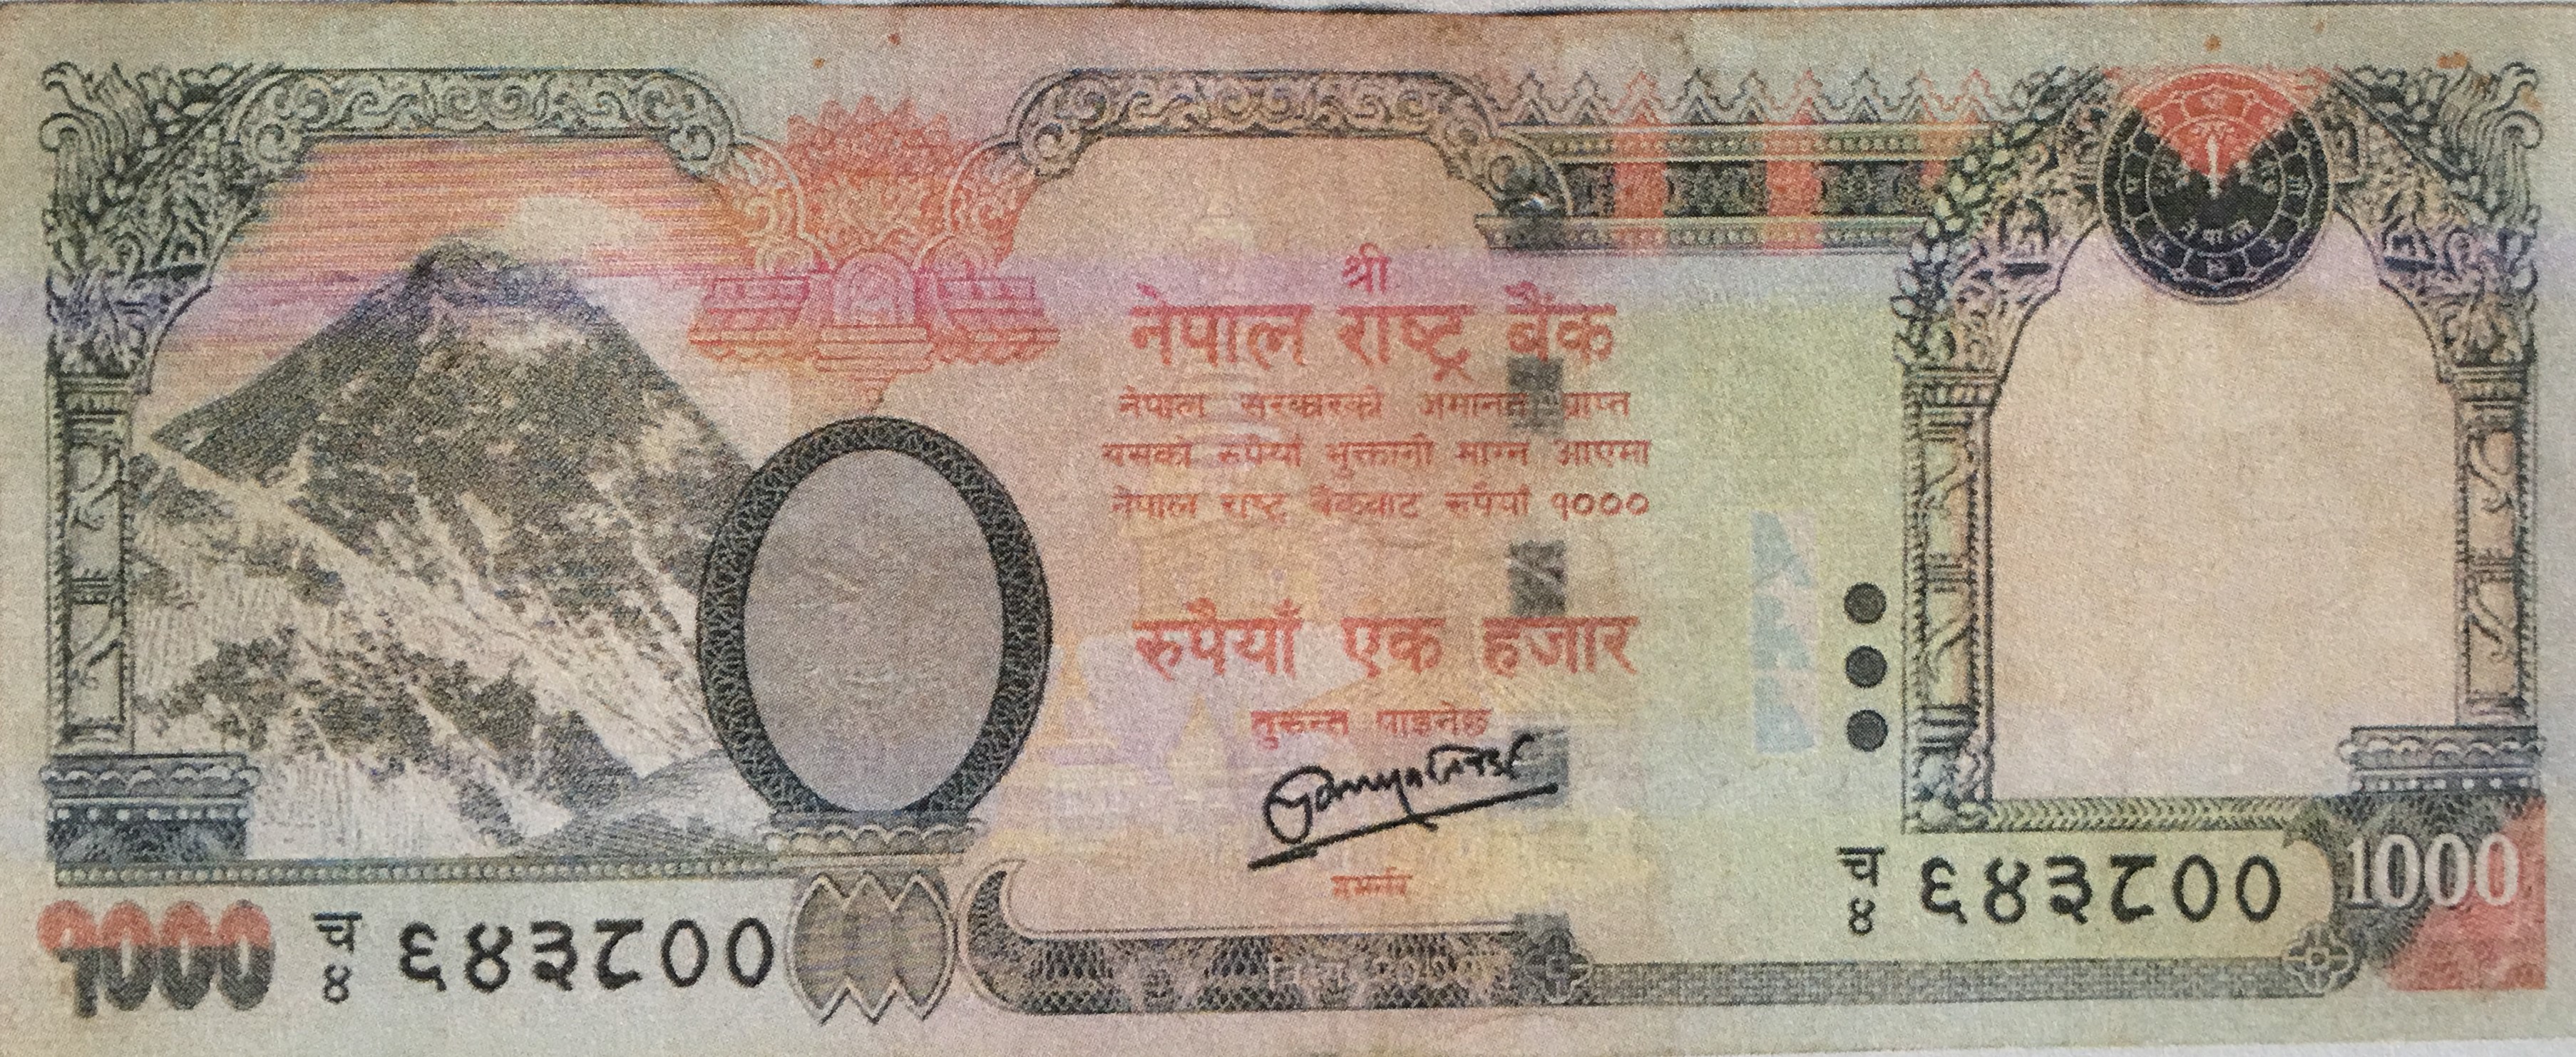 श्री
नेपाल राष्ट्र बैंक
नेपाल सरकारको जमानत प्राप्त
यसको रुपैयाँ भुक्तानी माग्न आएमा
नेपाल राष्ट्र बैंकबाट रुपैयाँ १०००
रुपैयाँ एक हजार
तुरुन्त पाइनेछ
गभर्नर
च
४ ६४३८००
1000
१०००
च
४ ६४३८००